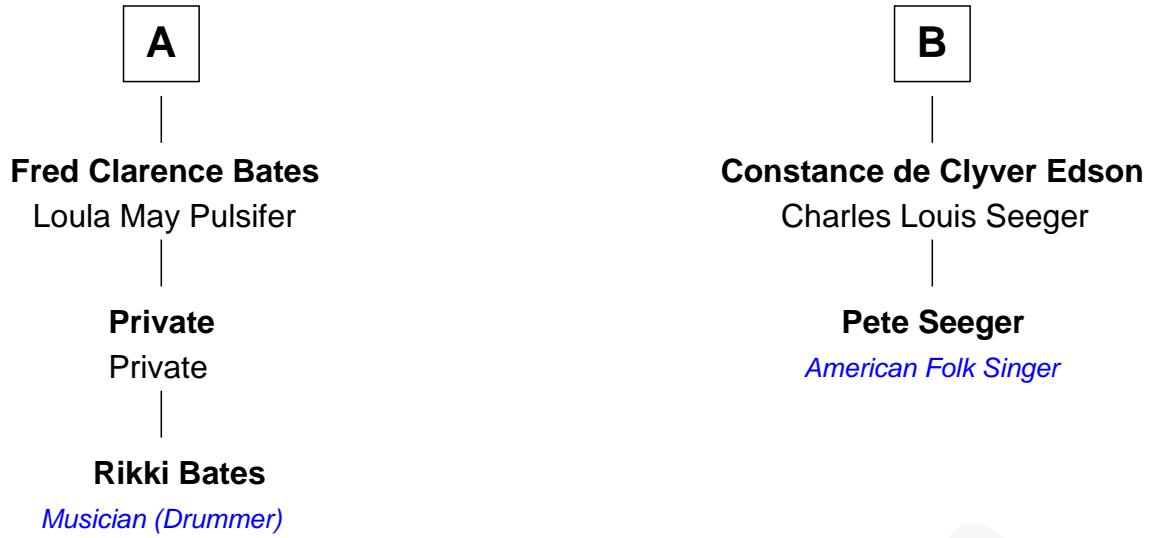 A
Fred Clarence Bates
Loula May Pulsifer
Private
Private
Rikki Bates
Musician (Drummer)
B
Constance de Clyver Edson
Charles Louis Seeger
Pete Seeger
American Folk Singer